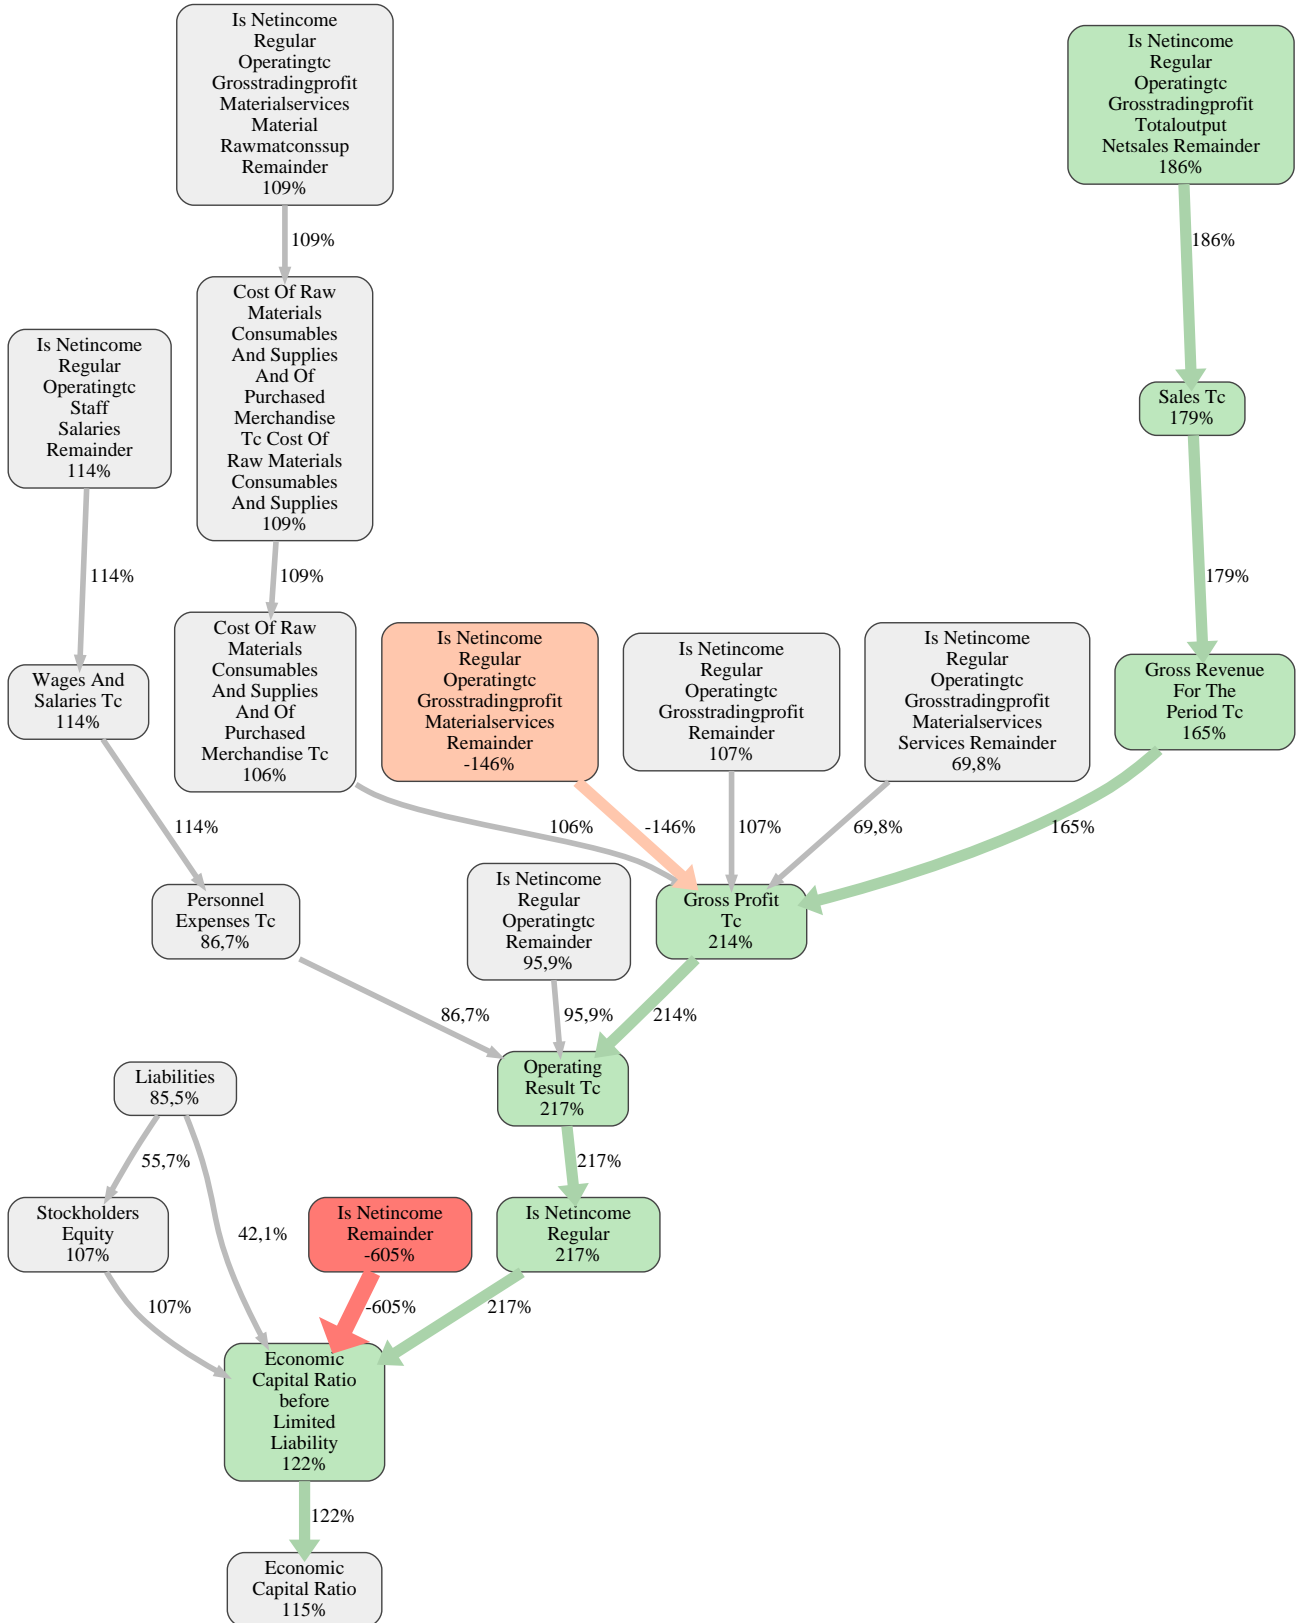 Is Netincome
Regular
Operatingtc
Grosstradingprofit
Materialservices
Material
Rawmatconssup
Remainder
109%
Is Netincome
Regular
Operatingtc
Grosstradingprofit
Totaloutput
Netsales Remainder
186%
109%
186%
Cost Of Raw
Materials
Consumables
And Supplies
And Of
Purchased
Merchandise
Tc Cost Of
Raw Materials
Consumables
And Supplies
109%
Is Netincome
Regular
Operatingtc
Staff
Salaries
Remainder
114%
Sales Tc
179%
114%
109%
179%
Cost Of Raw
Materials
Consumables
And Supplies
And Of
Purchased
Merchandise Tc
106%
Is Netincome
Regular
Operatingtc
Grosstradingprofit
Materialservices
Remainder
-146%
Is Netincome
Regular
Operatingtc
Grosstradingprofit
Remainder
107%
Is Netincome
Regular
Operatingtc
Grosstradingprofit
Materialservices
Services Remainder
69,8%
Wages And
Salaries Tc
114%
Gross Revenue
For The
Period Tc
165%
114%
106%
-146%
107%
69,8%
165%
Personnel
Expenses Tc
86,7%
Is Netincome
Regular
Operatingtc
Remainder
95,9%
Gross Profit
Tc
214%
86,7%
95,9%
214%
Liabilities
85,5%
Operating
Result Tc
217%
55,7%
217%
Stockholders
Equity
107%
42,1%
Is Netincome
Remainder
-605%
Is Netincome
Regular
217%
107%
-605%
217%
Economic
Capital Ratio
before
Limited
Liability
122%
122%
Economic
Capital Ratio
115%